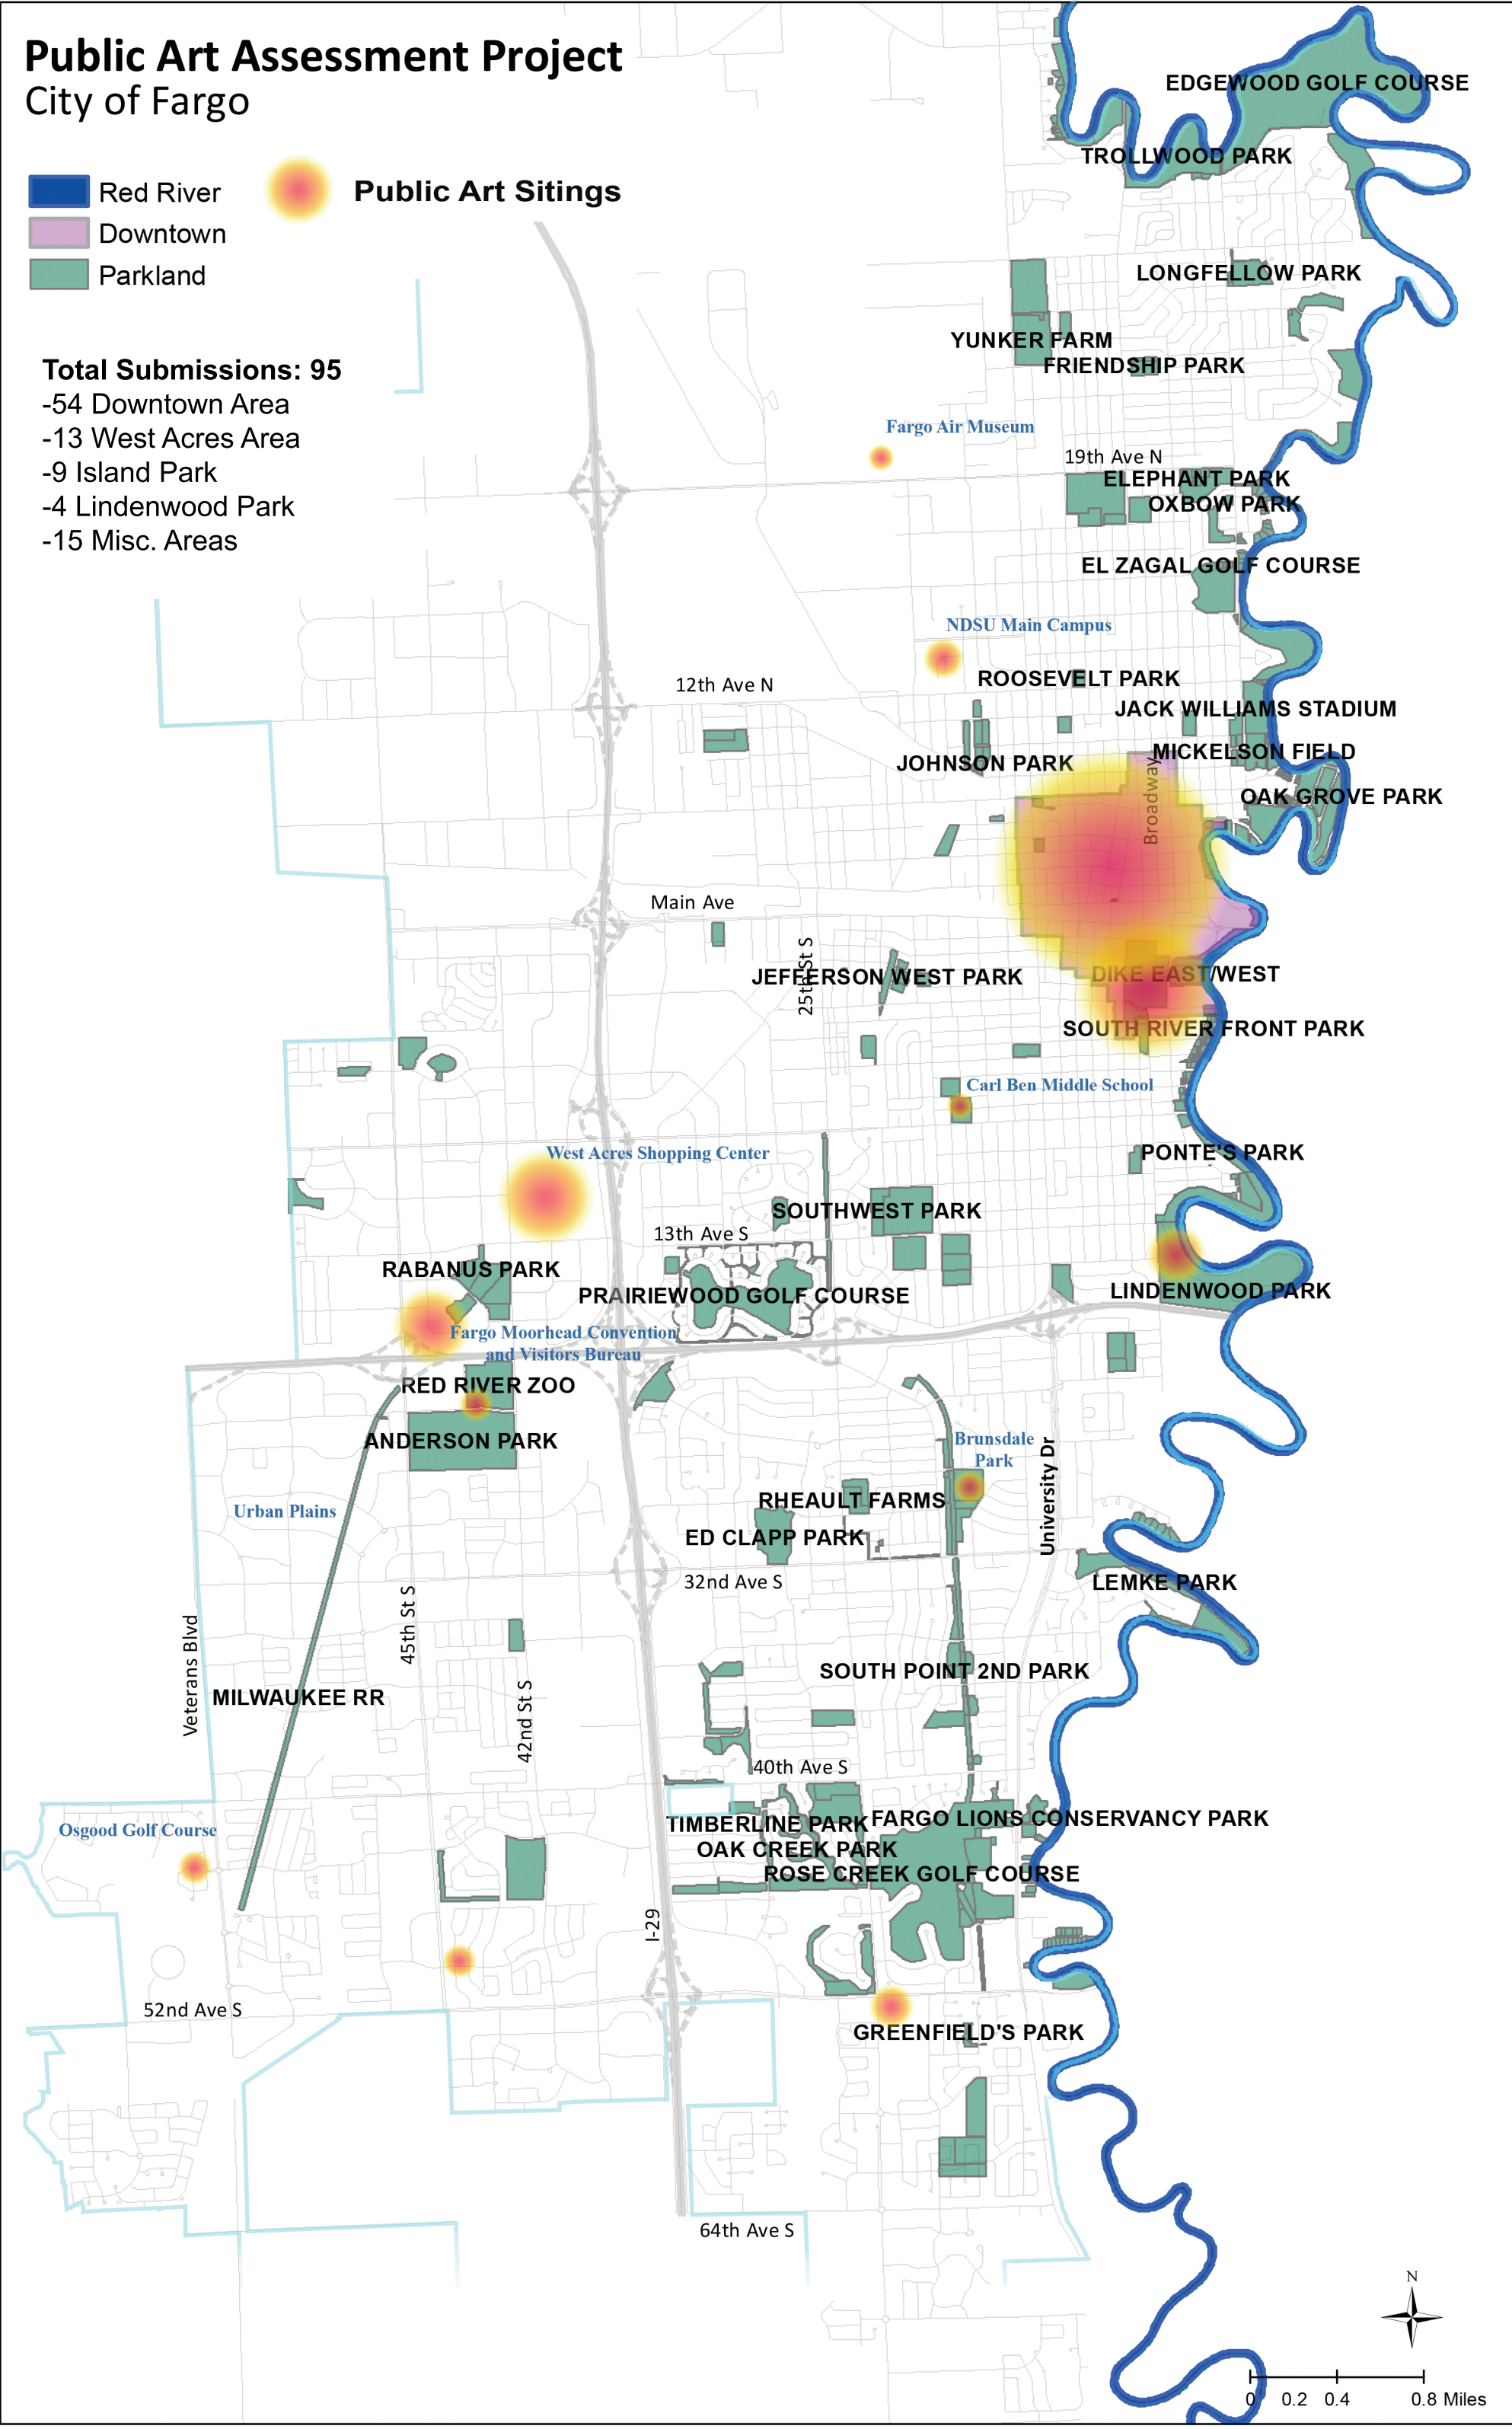 Public Art Assessment Project
City of Fargo
Red River
Public Art Sitings
Downtown
Parkland
Total Submissions: 95
-54 Downtown Area
-13 West Acres Area
-9 Island Park
-4 Lindenwood Park
-15 Misc. Areas
EDGEWOOD GOLF COURSE
TROLLWOOD PARK
LONGFELLOW PARK
YUNKER FARM
FRIENDSHIP PARK
Fargo Air Museum
19th Ave N
ELEPHANT PARK
OXBOW PARK
EL ZAGAL GOLF COURSE
NDSU Main Campus
ROOSEVELT PARK
12th Ave N
JACK WILLIAMS STADIUM
MICKELSON FIELD
JOHNSON PARK
Broadway
OAK GROVE PARK
Main Ave
25th St S
JEFFERSON WEST PARK
DIKE EAST/WEST
SOUTH RIVER FRONT PARK
Carl Ben Middle School
West Acres Shopping Center
PONTE'S PARK
SOUTHWEST PARK
13th Ave S
RABANUS PARK
PRAIRIEWOOD GOLF COURSE
LINDENWOOD PARK
Fargo Moorhead Convention
and Visitors Bureau
RED RIVER ZOO
ANDERSON PARK
Brunsdale
Park
University Dr
Urban Plains
RHEAULT FARMS
ED CLAPP PARK
32nd Ave S
LEMKE PARK
Veterans Blvd
45th St S
42nd St S
SOUTH POINT 2ND PARK
MILWAUKEE RR
40th Ave S
FARGO LIONS CONSERVANCY PARK
TIMBERLINE PARK
Osgood Golf Course
OAK CREEK PARK
ROSE CREEK GOLF COURSE
I-29
52nd Ave S
GREENFIELD'S PARK
64th Ave S
N
0 0.2 0.4 0.8 Miles